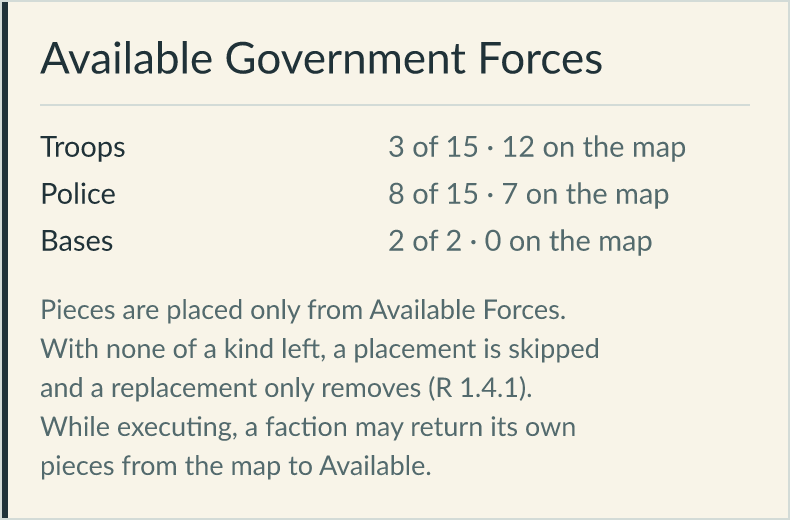 Available Government Forces
Troops 3 of 15 · 12 on the map
Police 8 of 15 · 7 on the map
Bases 2 of 2 · 0 on the map
Pieces are placed only from Available Forces.
With none of a kind left, a placement is skipped
and a replacement only removes (R 1.4.1).
While executing, a faction may return its own
pieces from the map to Available.